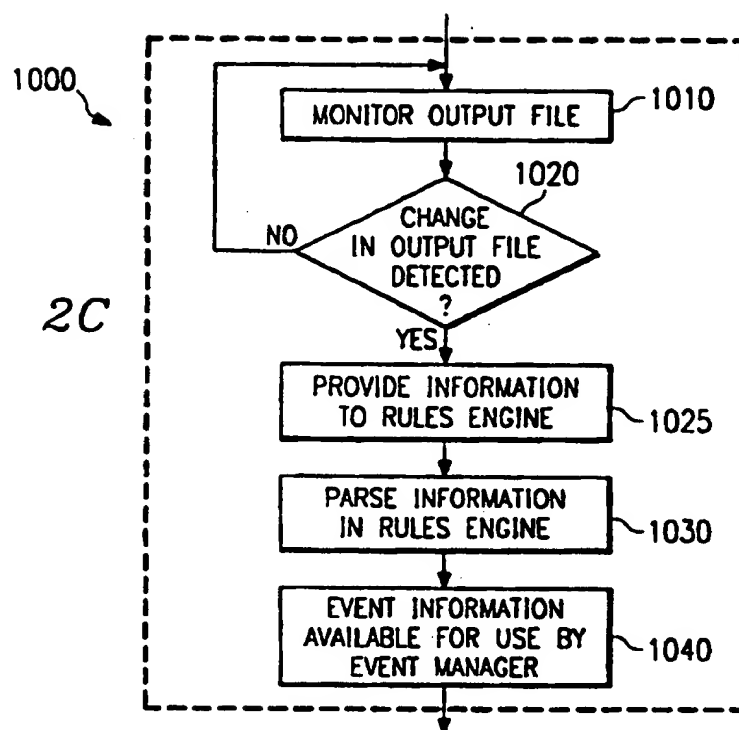 1000
MONITOR OUTPUT FILE
1010
1020
CHANGE
IN OUTPUT FILE
DETECTED
?
NO
2C
YES
PROVIDE INFORMATION
TO RULES ENGINE
1025
PARSE INFORMATION
IN RULES ENGINE
1030
EVENT INFORMATION
AVAILABLE FOR USE BY
EVENT MANAGER
1040